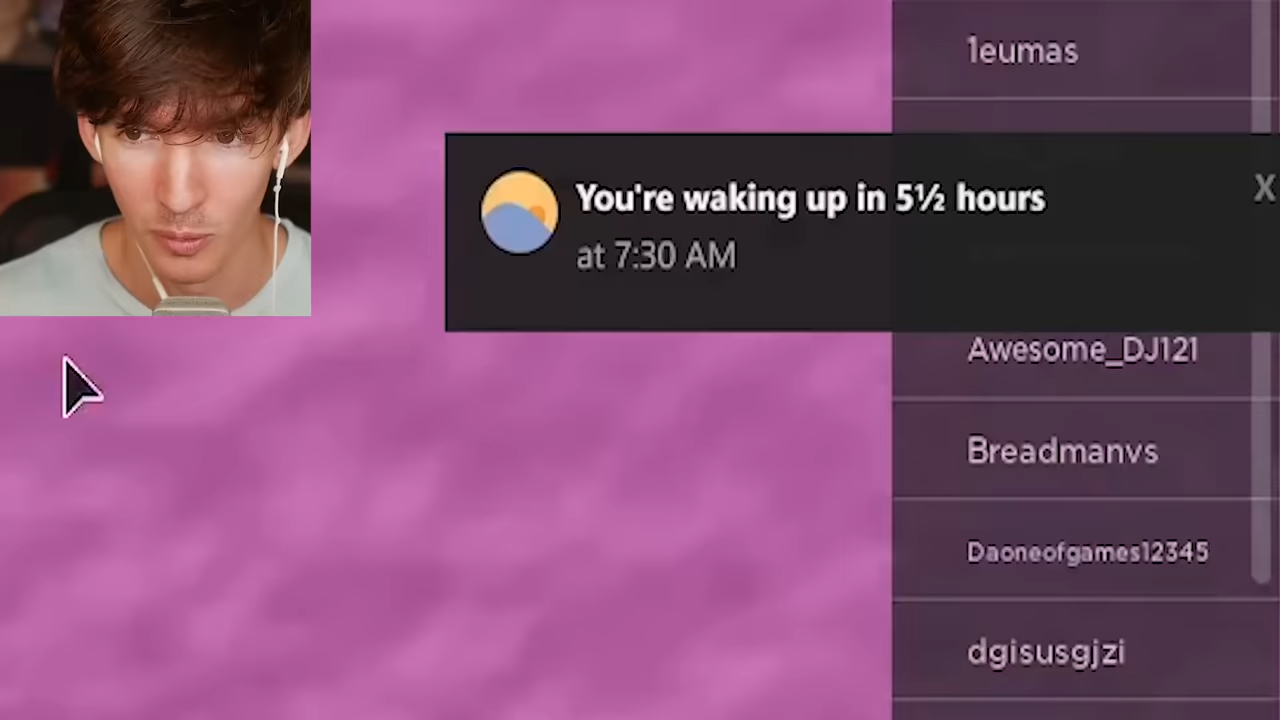 1eumas
You're waking up in 5½ hours
X
at 7:30 AM
Awesome_DJ121
Breadmanvs
Daoneofgames12345
dgisusgjzi